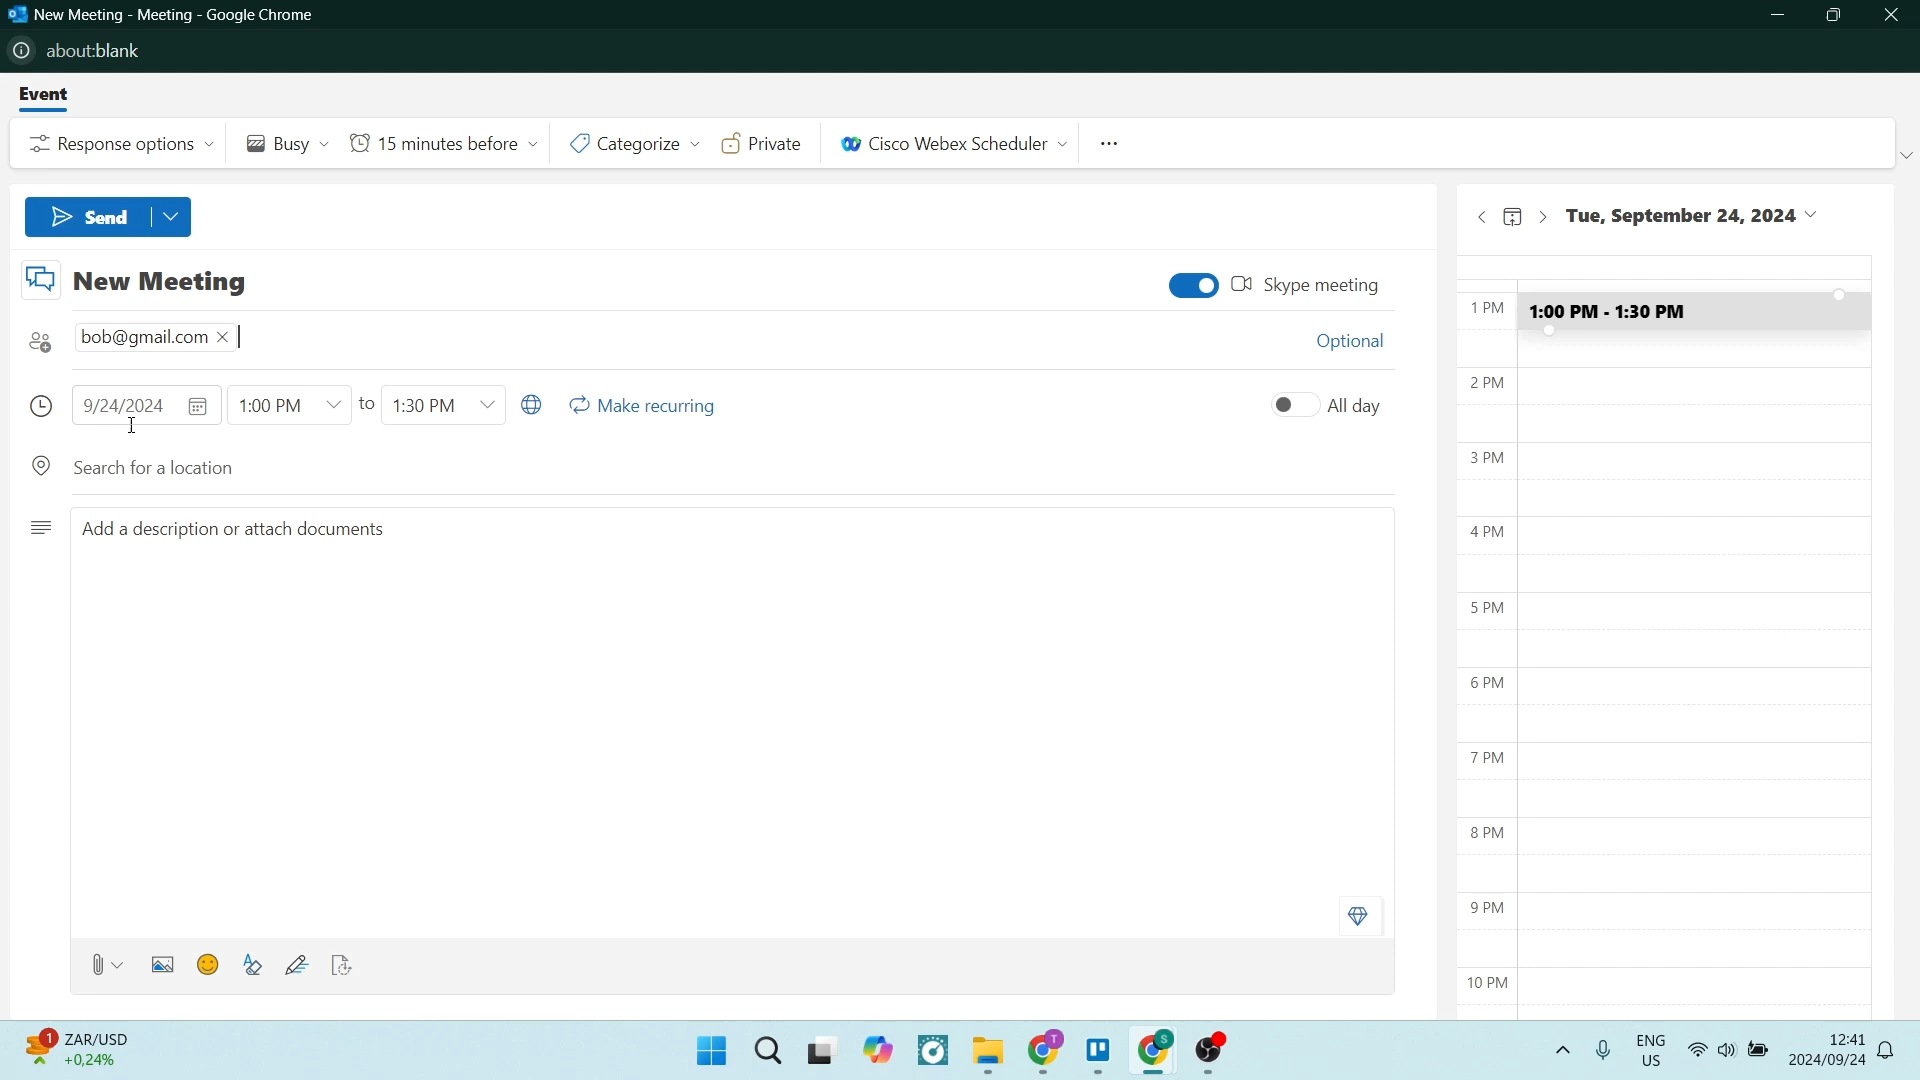 New Meeting - Meeting - Google Chrome
about:blank
Event
Response options Busy 15 minutes before Categorize Private Cisco Webex Scheduler ...
Send
Tue, September 24, 2024
New Meeting
Skype meeting
bob@gmail.com
Optional
9/24/2024 1:00 PM to 1:30 PM Make recurring All day
Search for a location
Add a description or attach documents
1 PM 1:00 PM - 1:30 PM
2 PM
3 PM
4 PM
5 PM
6 PM
7 PM
8 PM
9 PM
10 PM
1 ZAR/USD
+0,24%
T
S
ENG
US
12:41
2024/09/24